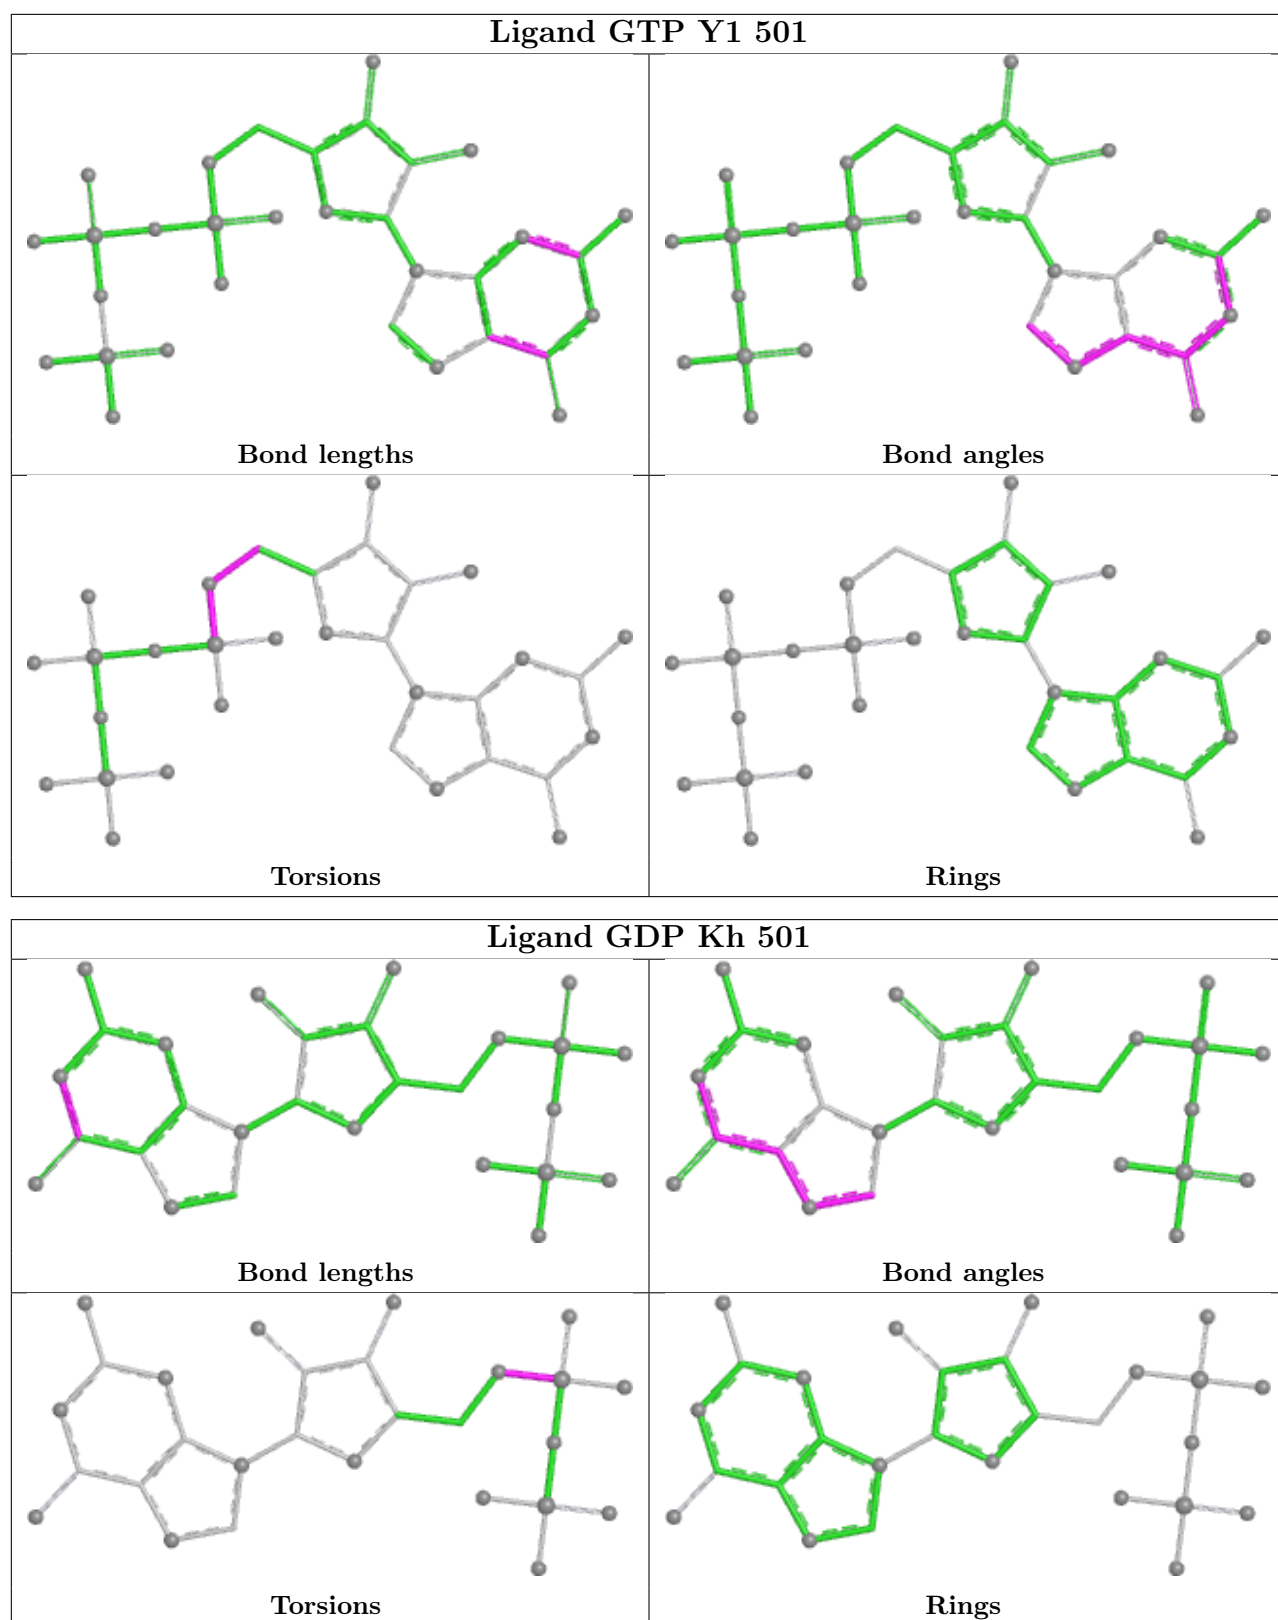 Ligand GTP Y1 501
Bond lengths
Bond angles
Torsions
Rings
Ligand GDP Kh 501
Bond lengths
Bond angles
Torsions
Rings